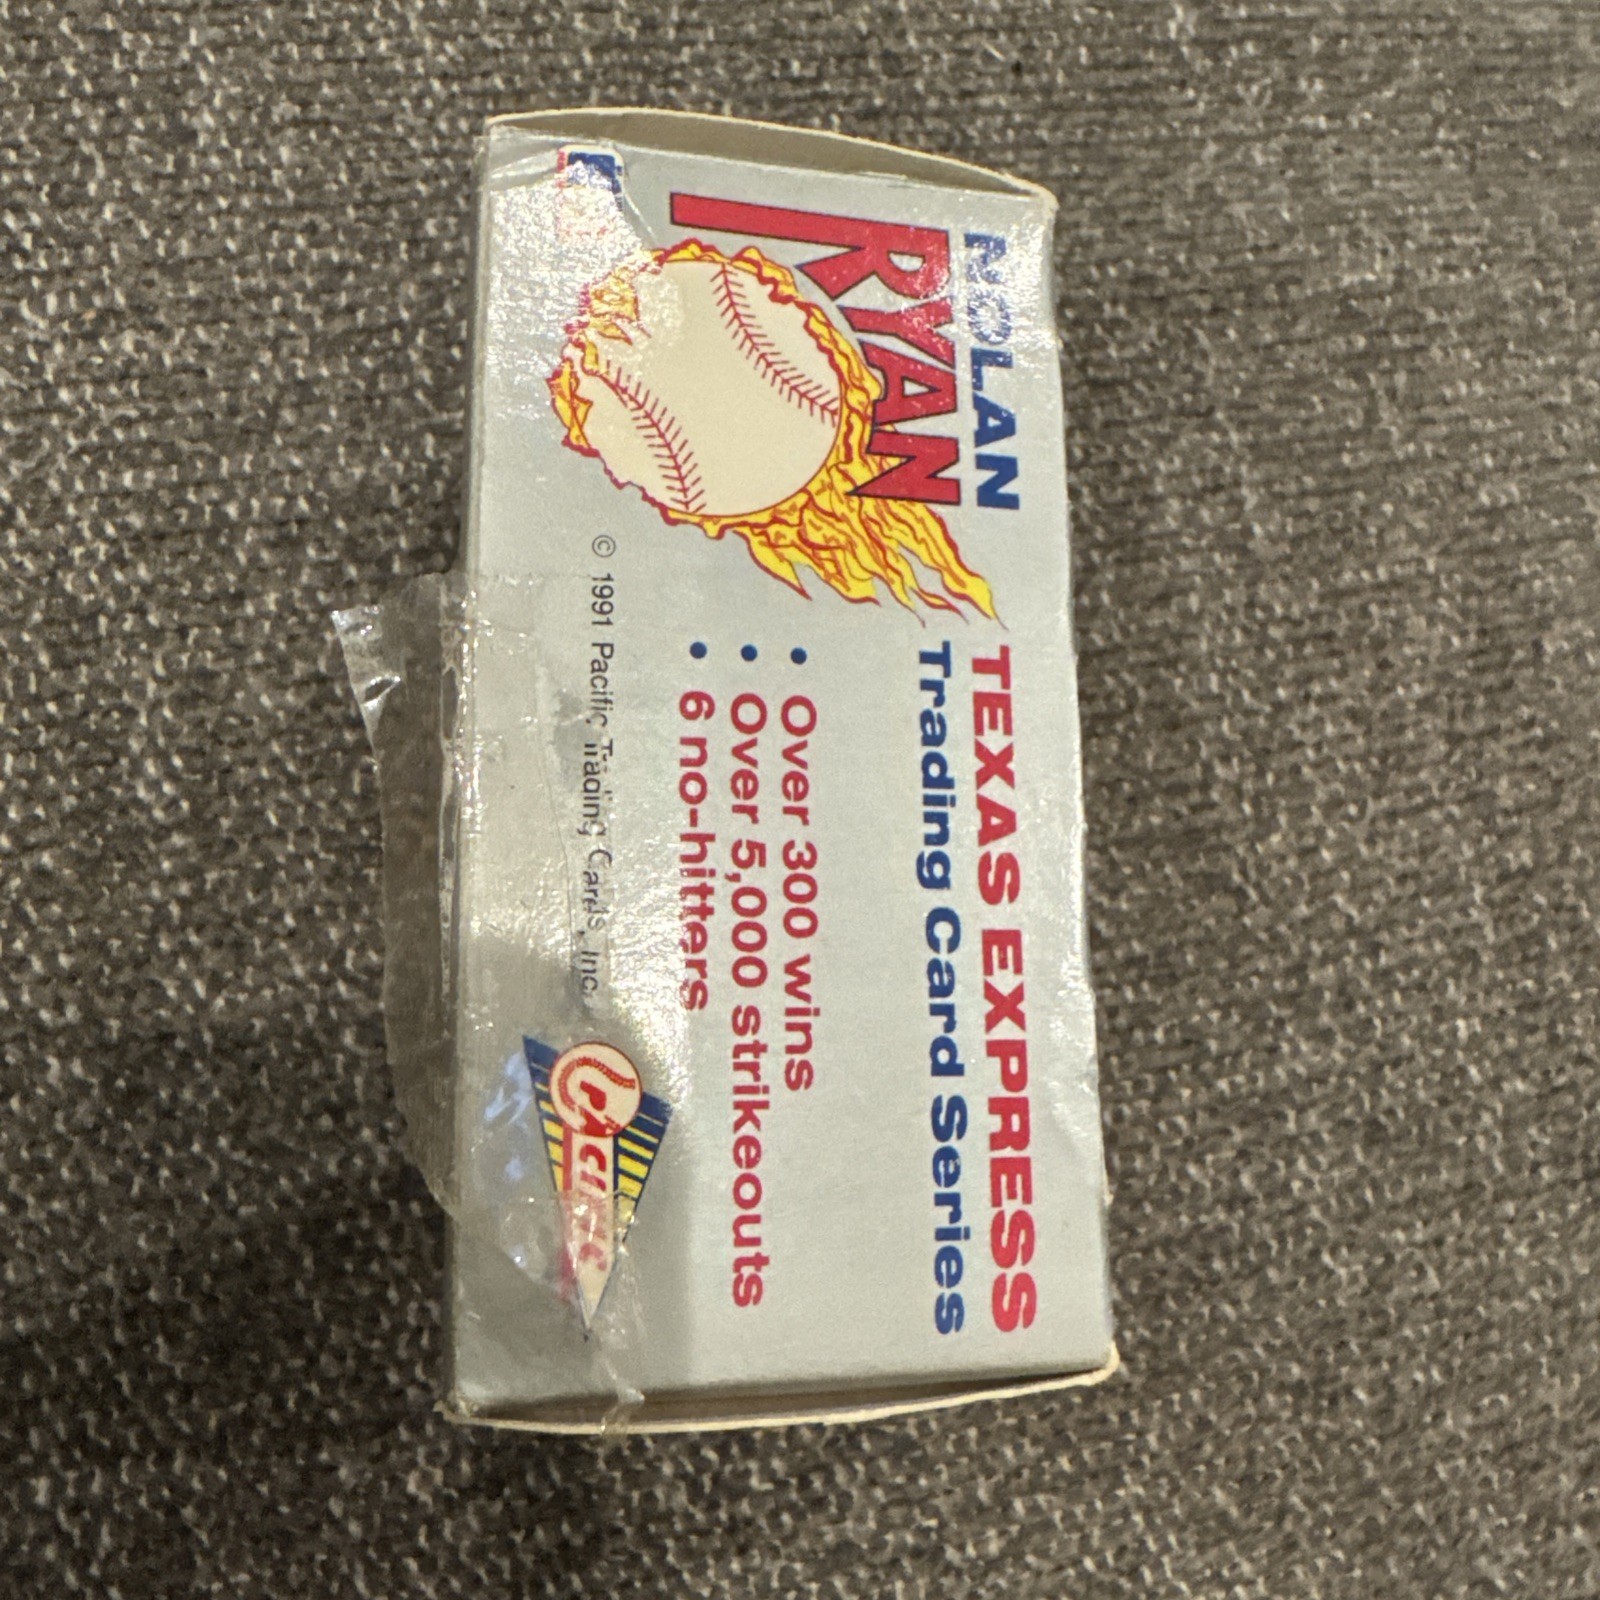 NOLAN
RYAN
TEXAS EXPRESS
Trading Card Series
• Over 300 wins
• Over 5,000 strikeouts
• 6 no-hitters
© 1991 Pacific Trading Cards, Inc.
PACIFIC